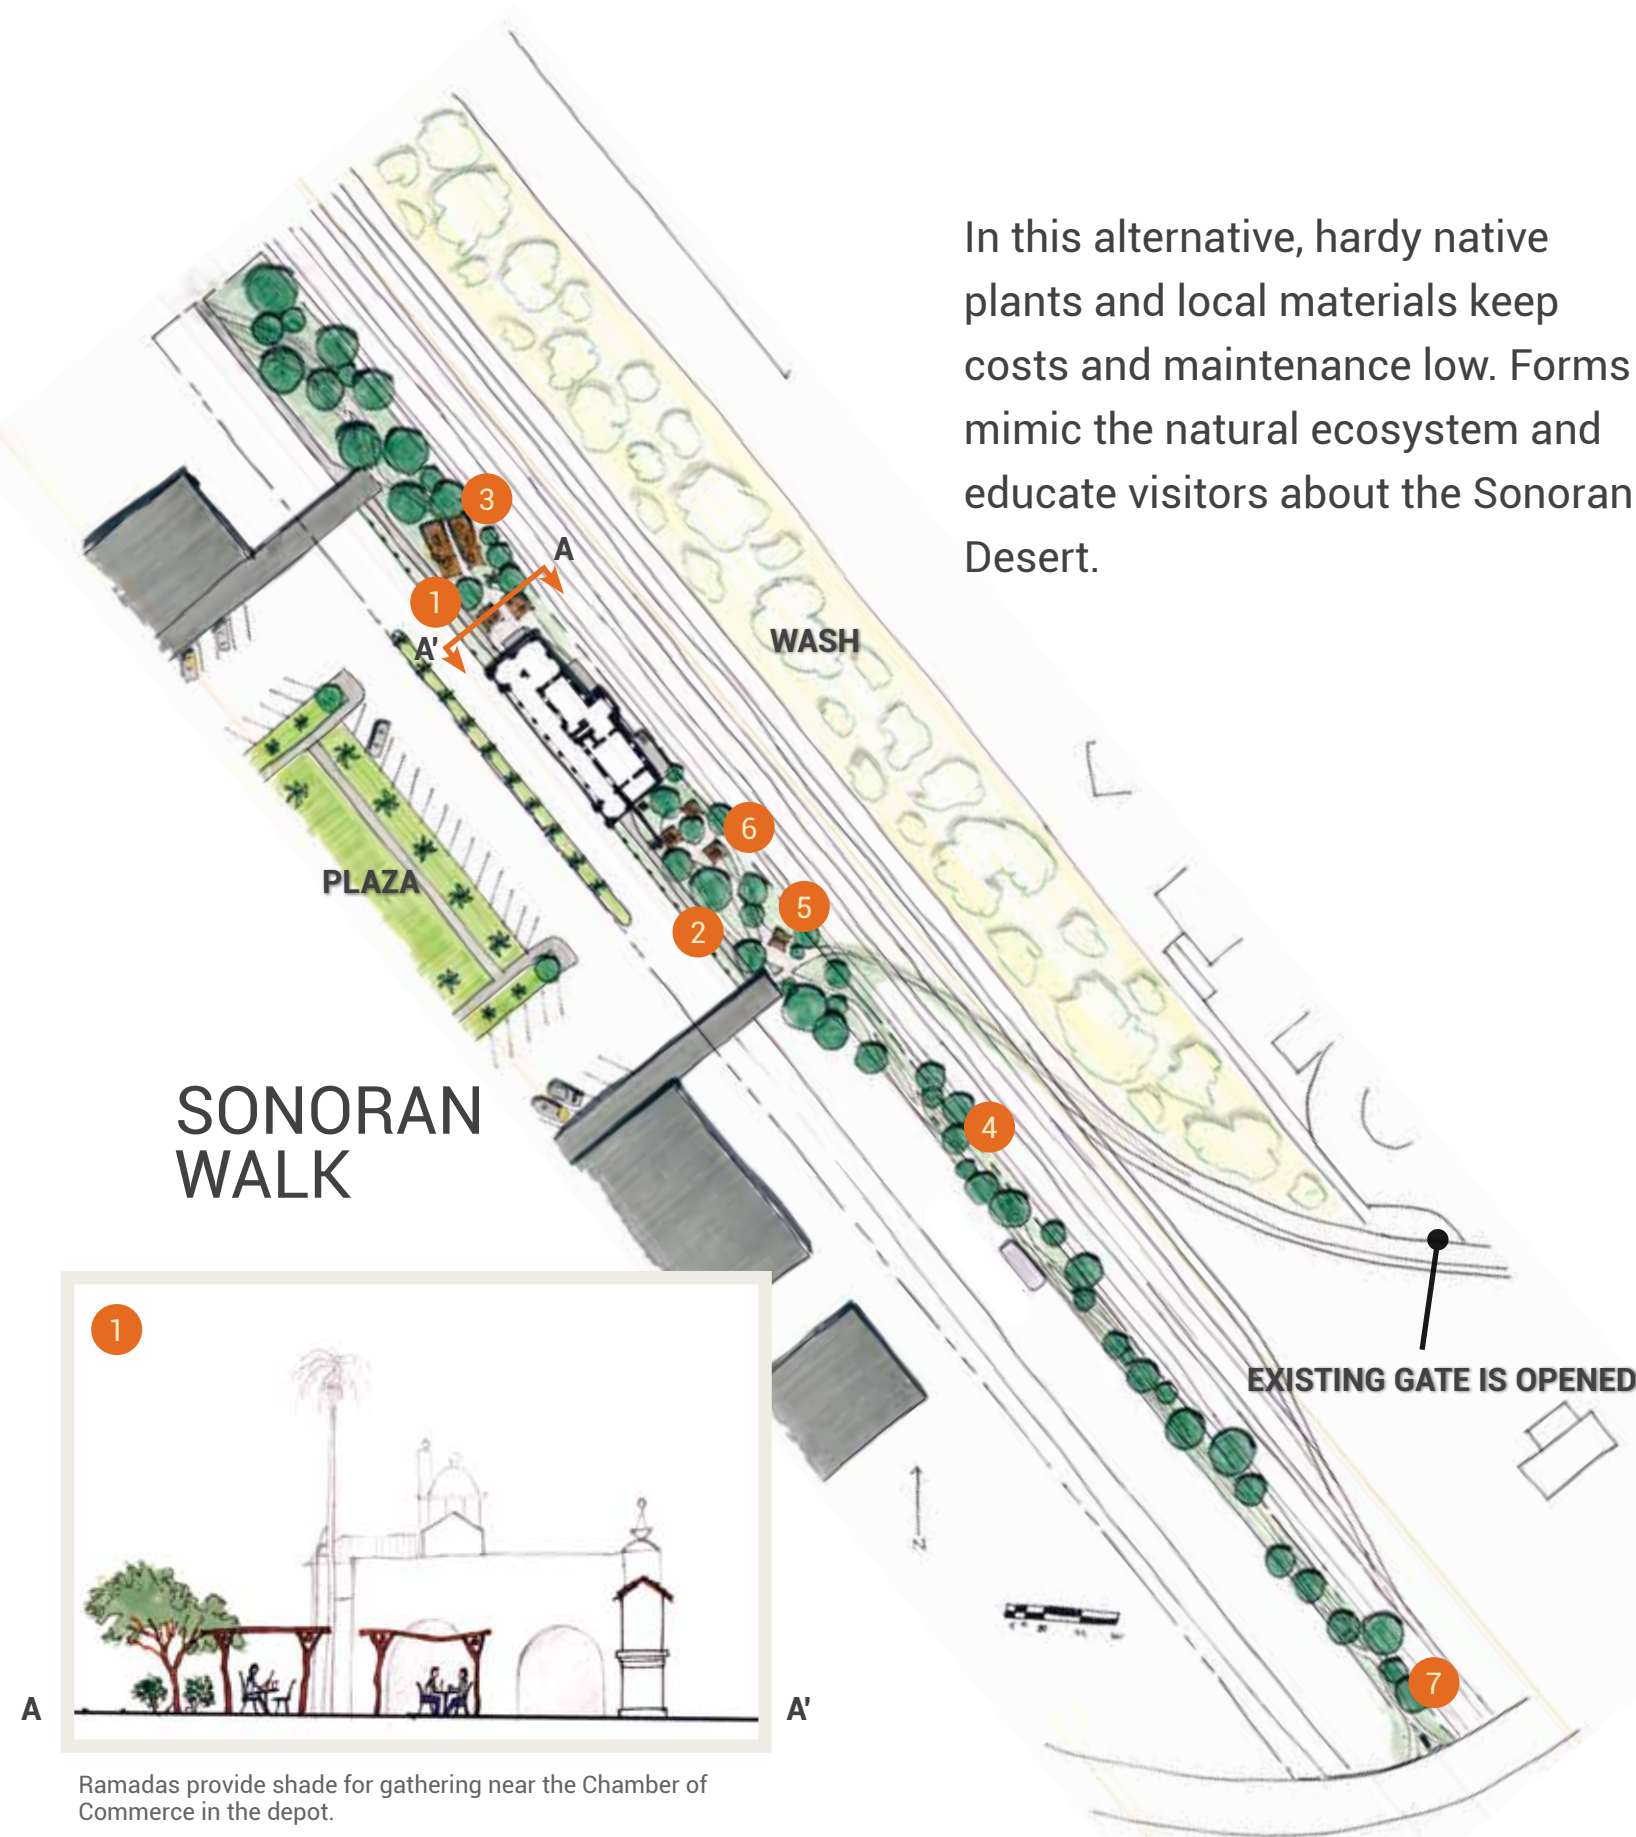 In this alternative, hardy native
plants and local materials keep
costs and maintenance low. Forms
mimic the natural ecosystem and
educate visitors about the Sonoran
Desert.
3
A
1
A'
WASH
6
PLAZA
5
2
SONORAN
WALK
4
EXISTING GATE IS OPENED
1
N
7
A
A'
Ramadas provide shade for gathering near the Chamber of
Commerce in the depot.